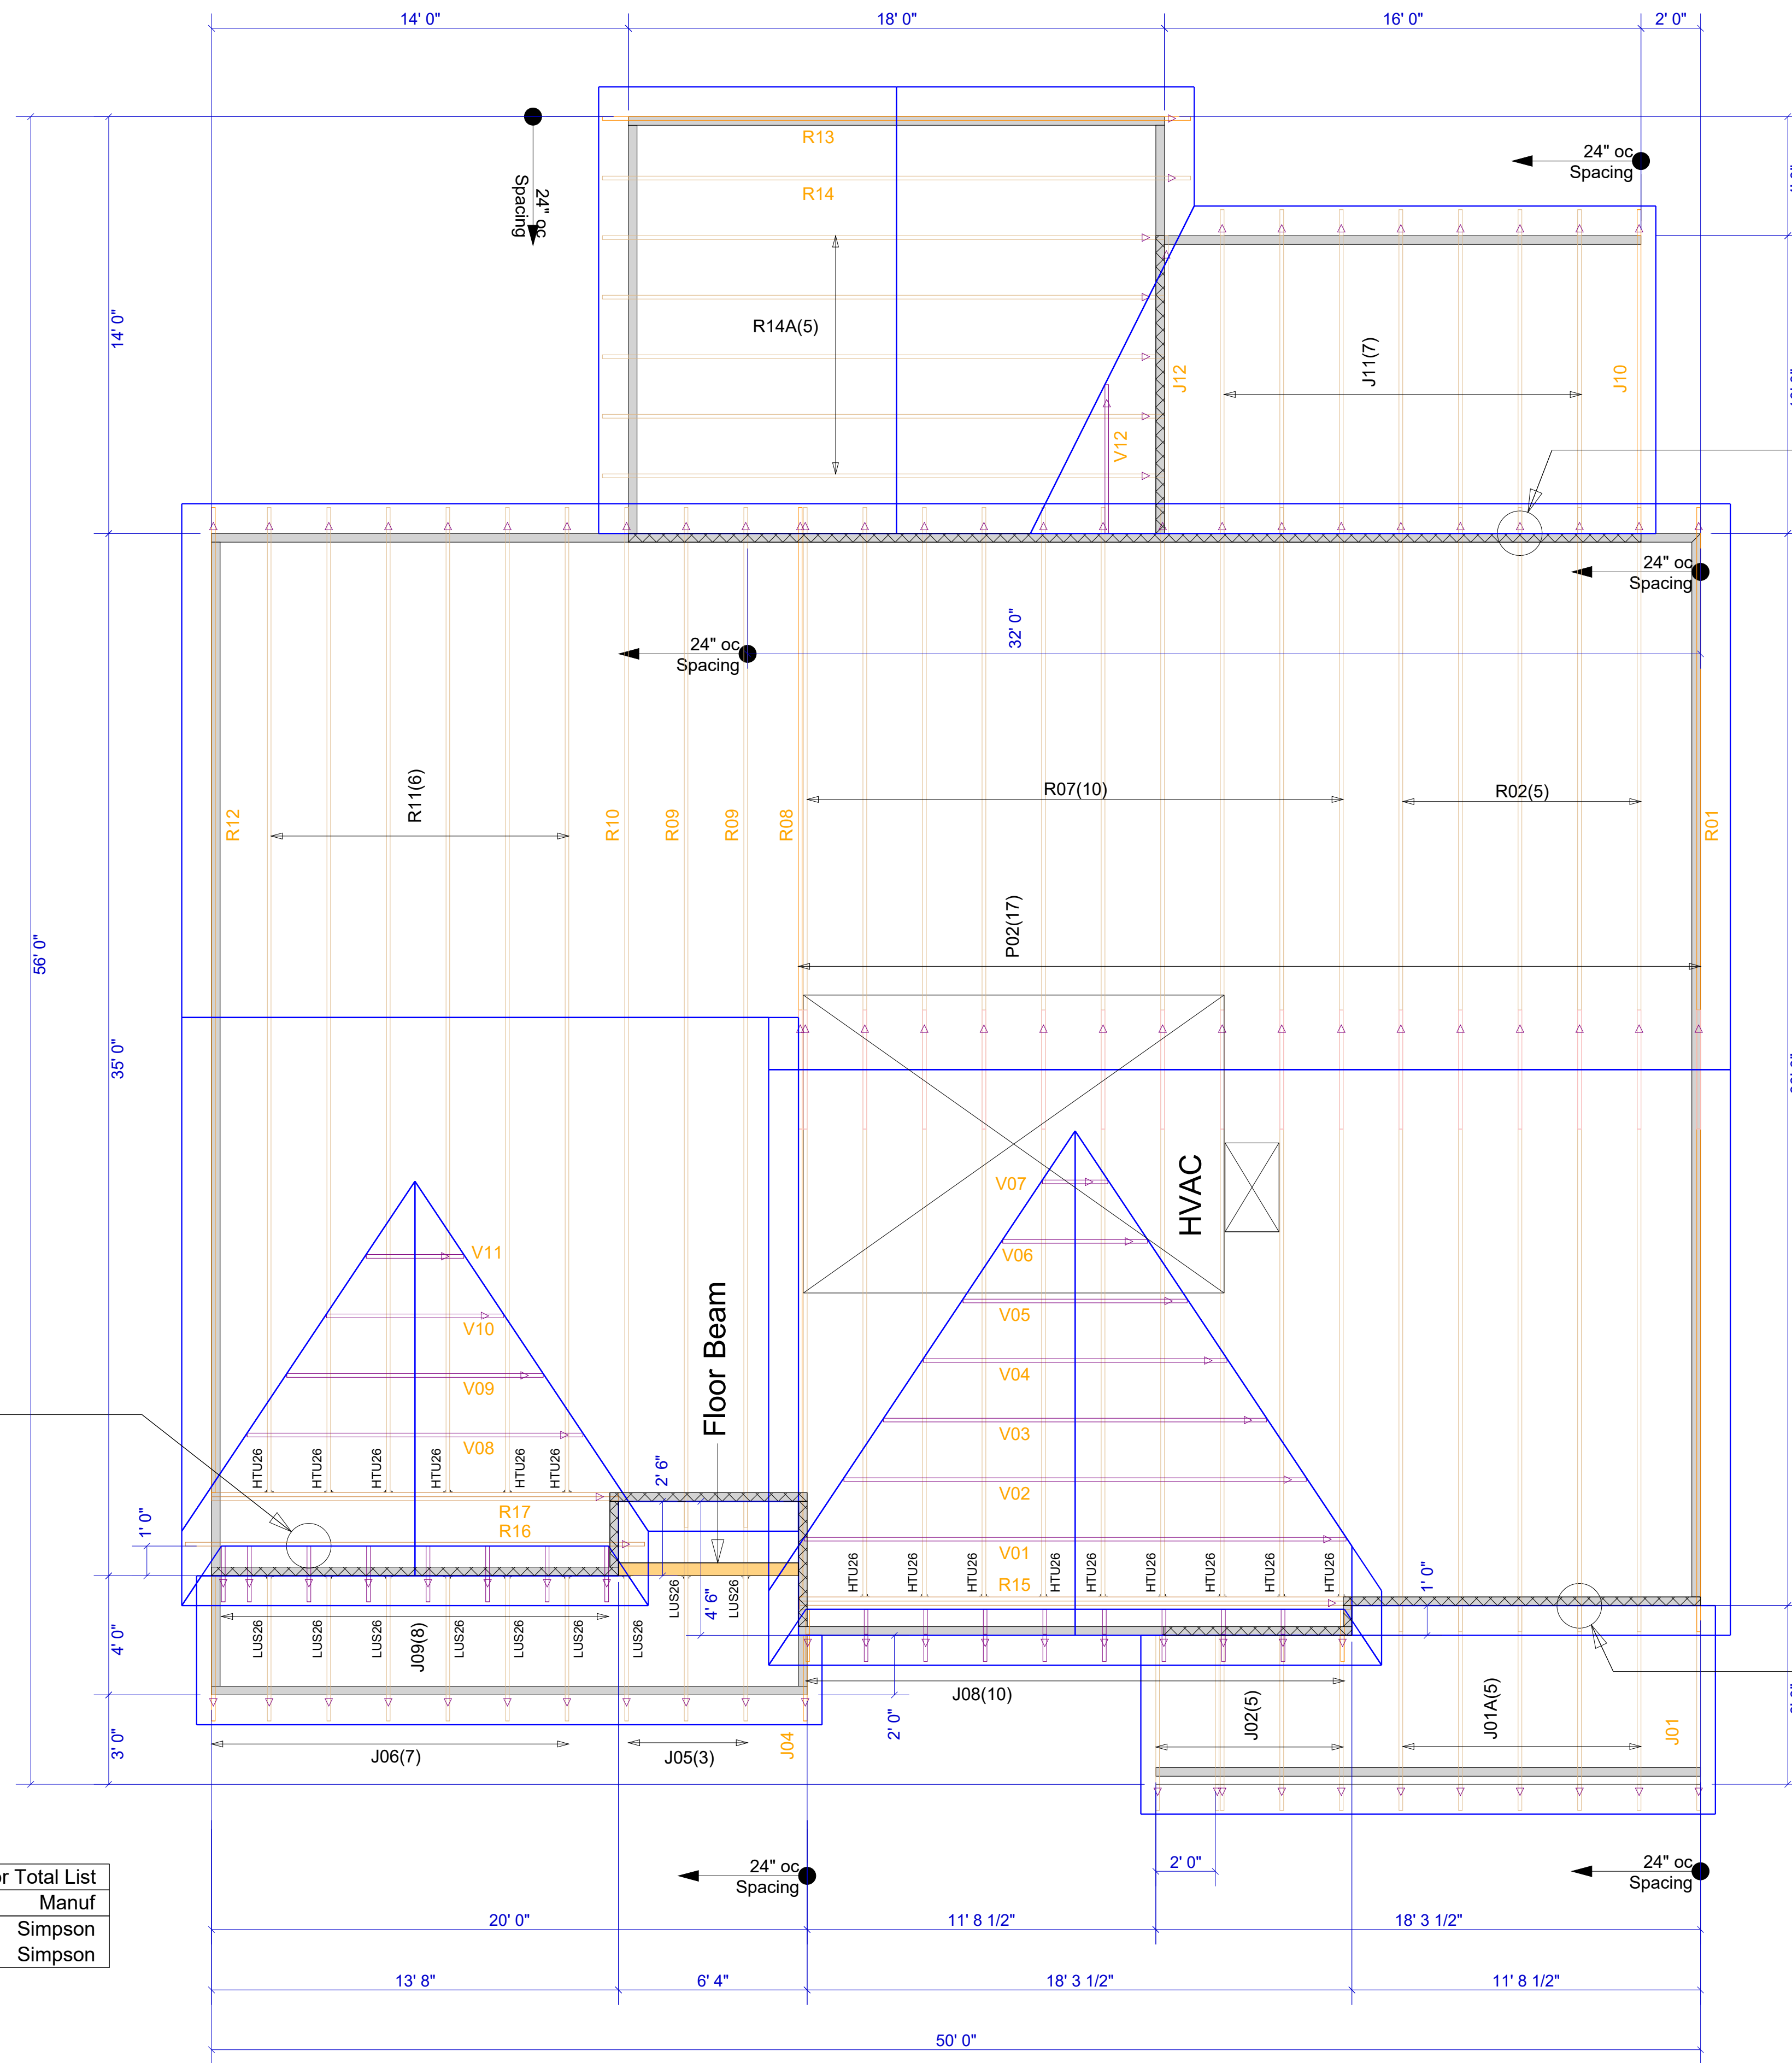 14' 0"
18' 0"
16' 0"
2' 0"
R13
R14
24" oc
Spacing
24" oc
Spacing
14' 0"
R14A(5)
J11(7)
J12
J10
V12
24" oc
Spacing
24" oc
Spacing
32' 0"
R11(6)
R07(10)
R02(5)
R12
R10
R09
R09
R08
R01
P02(17)
56' 0"
35' 0"
HVAC
V07
V06
V05
V04
V03
V02
V01
R15
V11
V10
V09
V08
Floor Beam
2' 6"
HTU26
HTU26
HTU26
HTU26
HTU26
HTU26
R17
R16
1' 0"
HTU26
HTU26
HTU26
HTU26
HTU26
HTU26
HTU26
HTU26
HTU26
1' 0"
LUS26
LUS26
4' 6"
LUS26
LUS26
LUS26
LUS26
LUS26
LUS26
LUS26
LUS26
J09(8)
4' 0"
J08(10)
J02(5)
J01A(5)
J01
2' 0"
3' 0"
J06(7)
J05(3)
J04
24" oc
Spacing
2' 0"
24" oc
Spacing
or Total List
Manuf
Simpson
Simpson
20' 0"
11' 8 1/2"
18' 3 1/2"
13' 8"
6' 4"
18' 3 1/2"
11' 8 1/2"
50' 0"